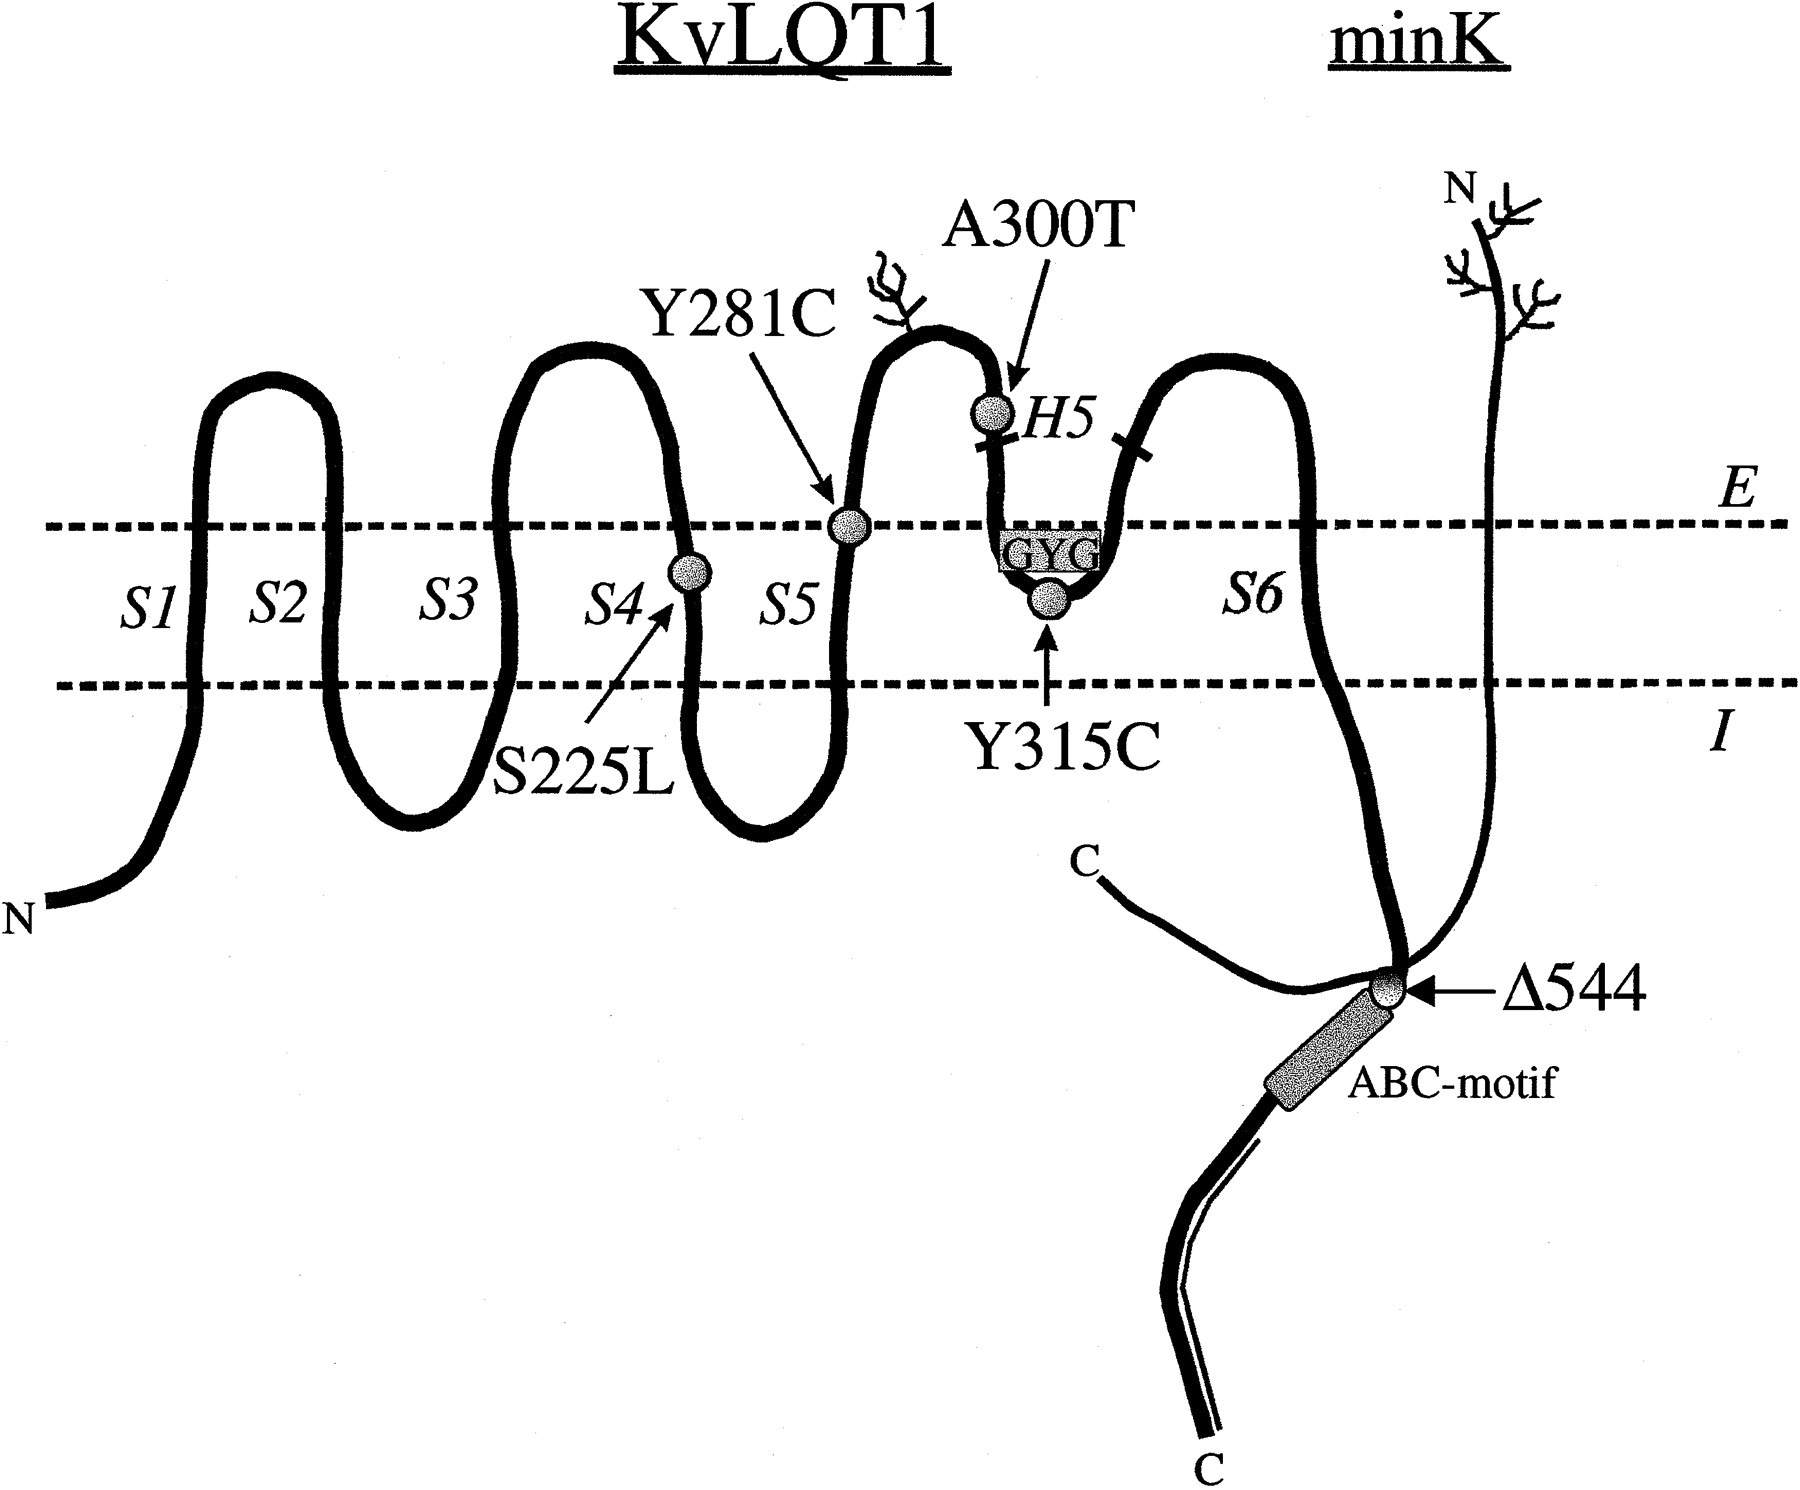 KvLQT1 minK
N
A300T
Y281C
H5
E
GYG
S1 S2 S3 S4 S5 S6
I
S225L
Y315C
C
N
Δ544
ABC-motif
C